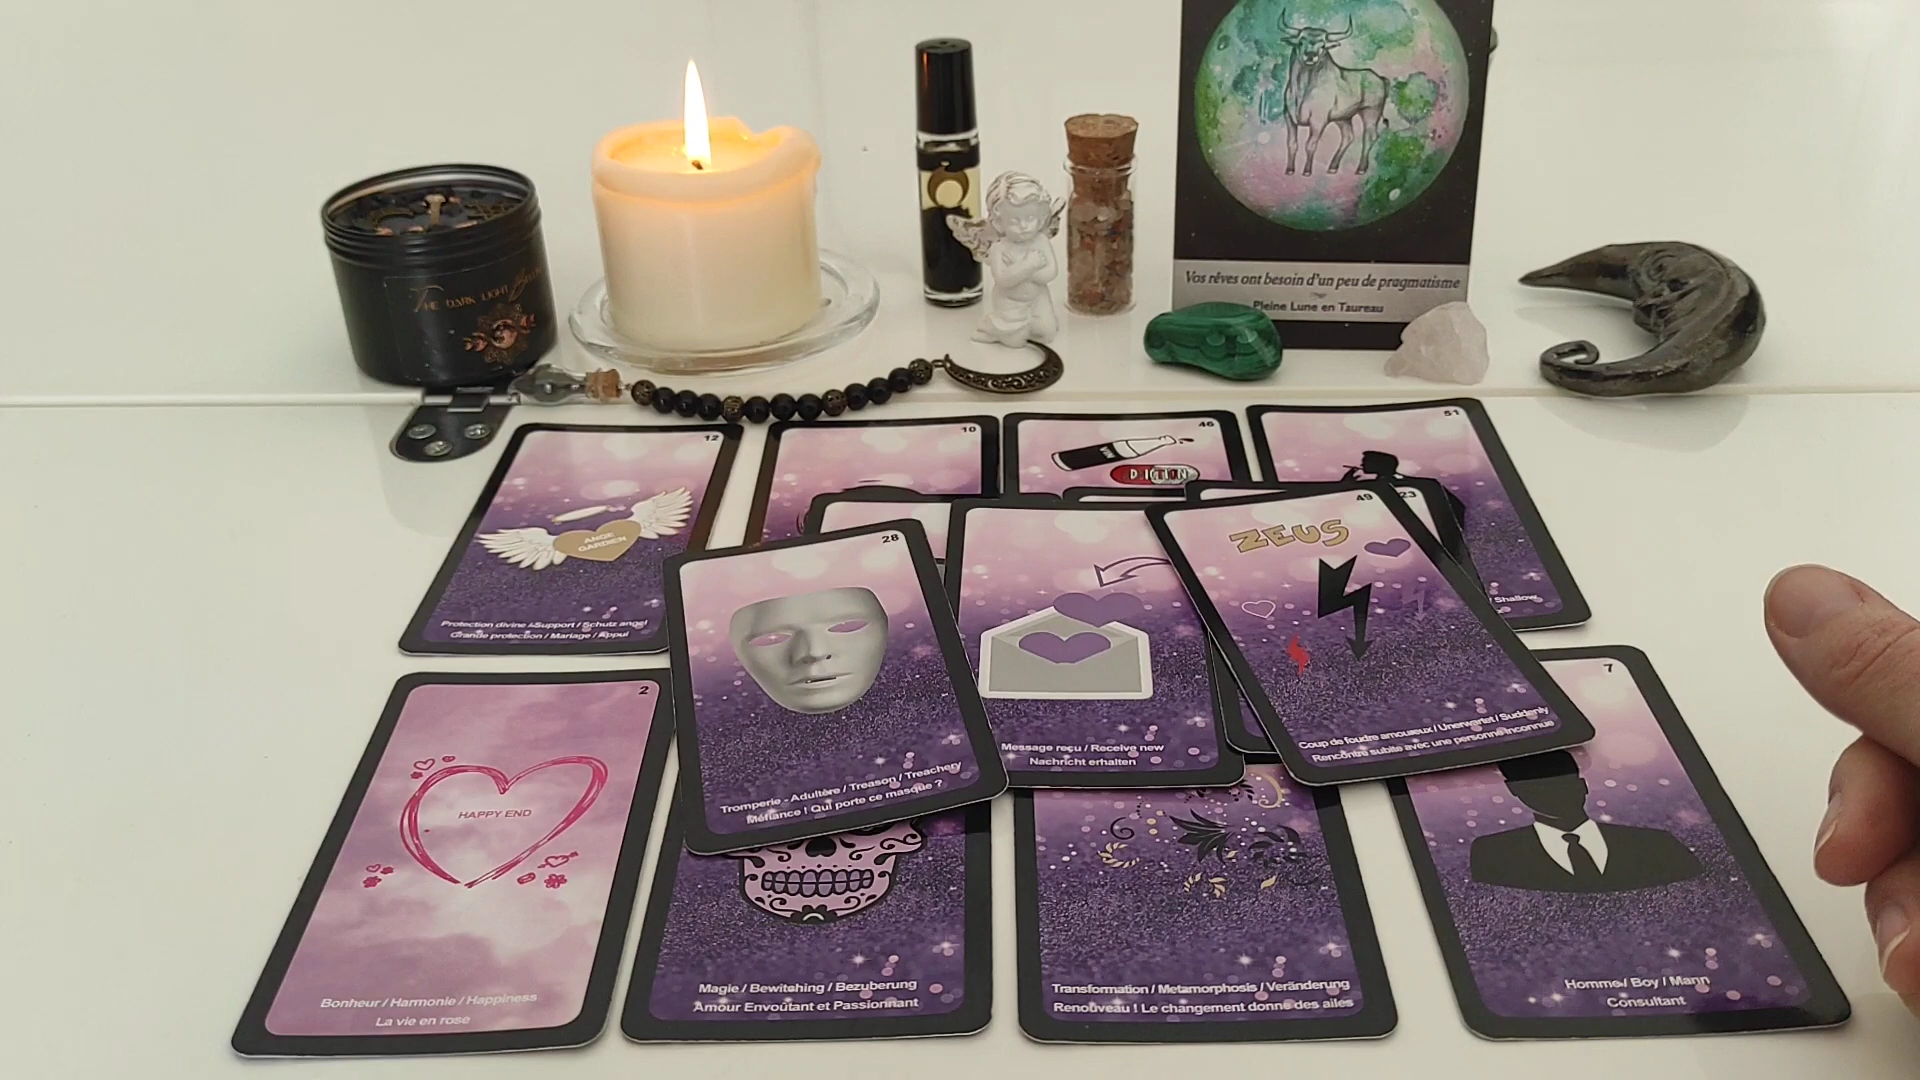 THE DARK LIGHT
Vos rêves ont besoin d'un peu de pragmatisme
Pleine Lune en Taureau
12
ANGE
GARDIEN
Protection divine / Support / Schutz angel
Grande protection / Mariage / Appui
10
46
51
/ Shallow
28
Tromperie - Adultère / Treason / Treachery
Méfiance ! Qui porte ce masque ?
Message reçu / Receive new
Nachricht erhalten
49
ZEUS
Coup de foudre amoureux / Unerwartet / Suddenly
Rencontre subite avec une personne inconnue
23
2
HAPPY END
Bonheur / Harmonie / Happiness
La vie en rose
Magie / Bewitching / Bezuberung
Amour Envoûtant et Passionnant
Transformation / Metamorphosis / Veränderung
Renouveau ! Le changement donne des ailes
7
Homme/ Boy / Mann
Consultant